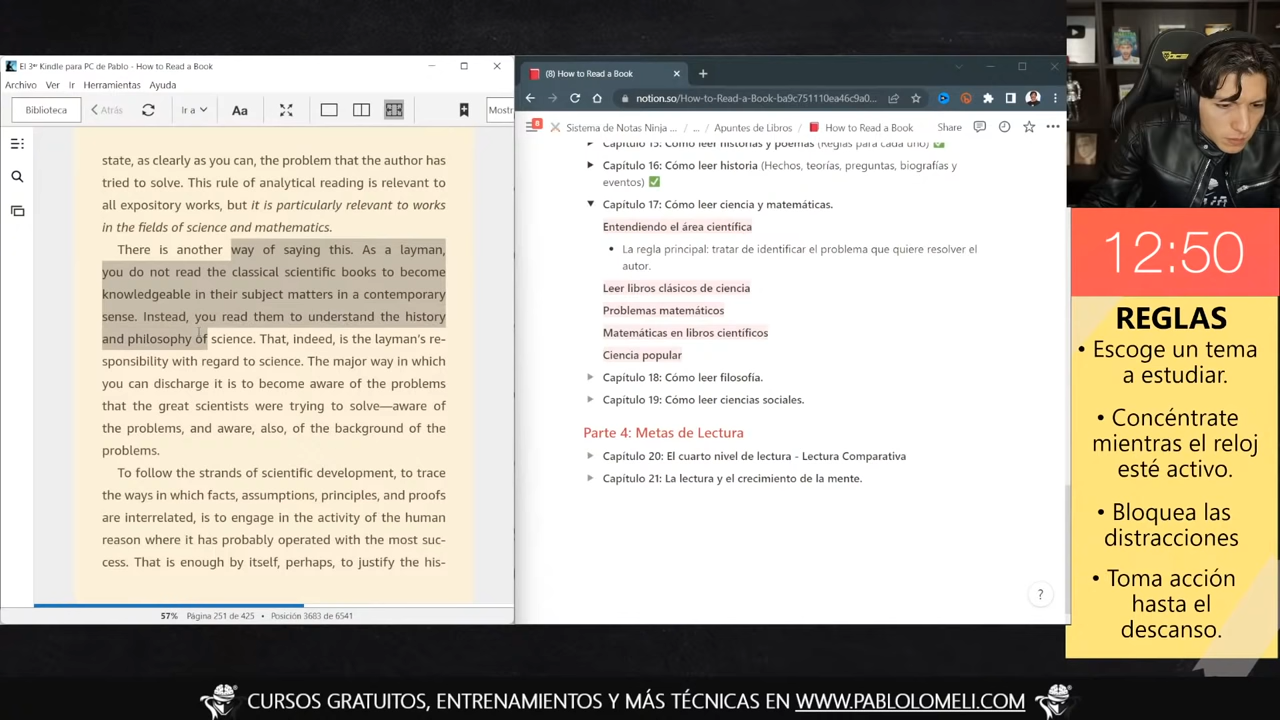 El 3er Kindle para PC de Pablo - How to Read a Book
Archivo Ver Ir Herramientas Ayuda
Biblioteca Atrás Ir a Aa Mostr
state, as clearly as you can, the problem that the author has
tried to solve. This rule of analytical reading is relevant to
all expository works, but it is particularly relevant to works
in the fields of science and mathematics.
There is another way of saying this. As a layman,
you do not read the classical scientific books to become
knowledgeable in their subject matters in a contemporary
sense. Instead, you read them to understand the history
and philosophy of science. That, indeed, is the layman's re-
sponsibility with regard to science. The major way in which
you can discharge it is to become aware of the problems
that the great scientists were trying to solve—aware of
the problems, and aware, also, of the background of the
problems.
To follow the strands of scientific development, to trace
the ways in which facts, assumptions, principles, and proofs
are interrelated, is to engage in the activity of the human
reason where it has probably operated with the most suc-
cess. That is enough by itself, perhaps, to justify the his-
57% Página 251 de 425 • Posición 3683 de 6541
(8) How to Read a Book
notion.so/How-to-Read-a-Book-ba9c751110ea46c9a0...
8 Sistema de Notas Ninja ... / ... / Apuntes de Libros / How to Read a Book Share
Capítulo 15: Cómo leer historias y poemas (Reglas para cada uno) ✅
Capítulo 16: Cómo leer historia (Hechos, teorías, preguntas, biografías y
eventos) ✅
Capítulo 17: Cómo leer ciencia y matemáticas.
Entendiendo el área científica
• La regla principal: tratar de identificar el problema que quiere resolver el
autor.
Leer libros clásicos de ciencia
Problemas matemáticos
Matemáticas en libros científicos
Ciencia popular
Capítulo 18: Cómo leer filosofía.
Capítulo 19: Cómo leer ciencias sociales.
Parte 4: Metas de Lectura
Capítulo 20: El cuarto nivel de lectura - Lectura Comparativa
Capítulo 21: La lectura y el crecimiento de la mente.
?
12:50
REGLAS
• Escoge un tema
a estudiar.
• Concéntrate
mientras el reloj
esté activo.
• Bloquea las
distracciones
• Toma acción
hasta el
descanso.
CURSOS GRATUITOS, ENTRENAMIENTOS Y MÁS TÉCNICAS EN WWW.PABLOLOMELI.COM